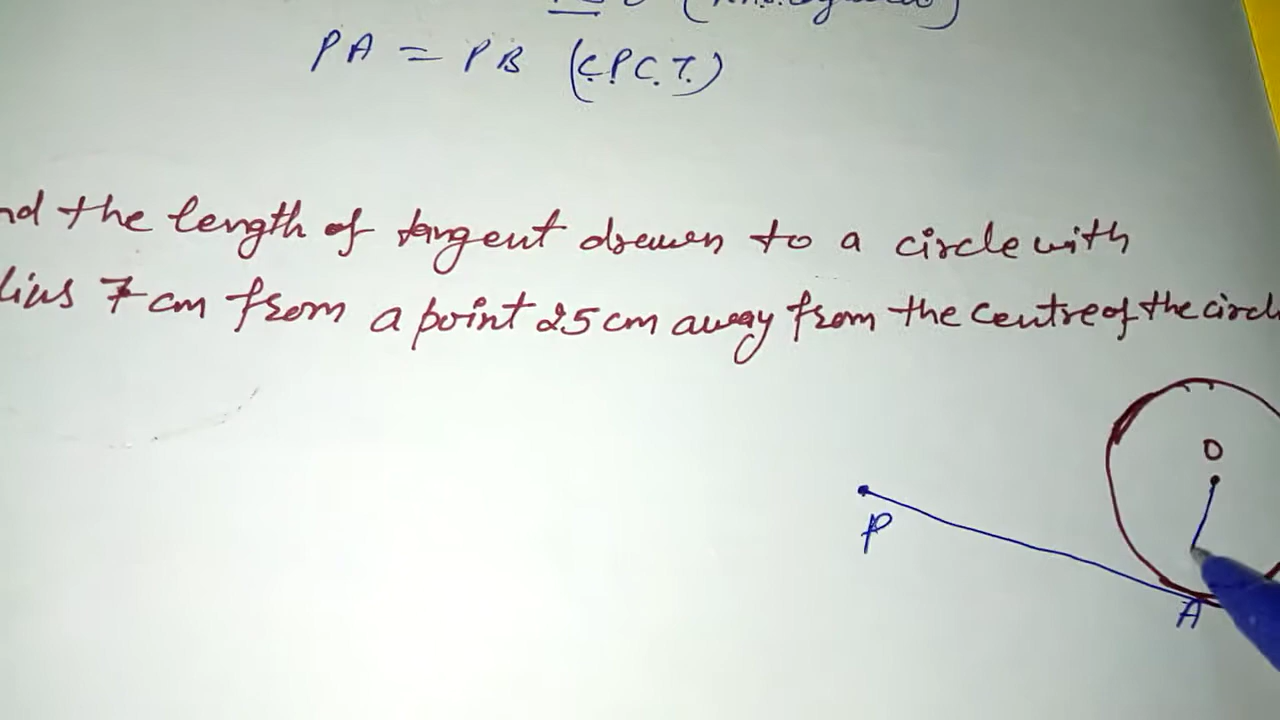 PA = PB (C.P.C.T.)
nd the length of tangent drawn to a circle with
dius 7 cm from a point 25 cm away from the centre of the circl
O
P
A